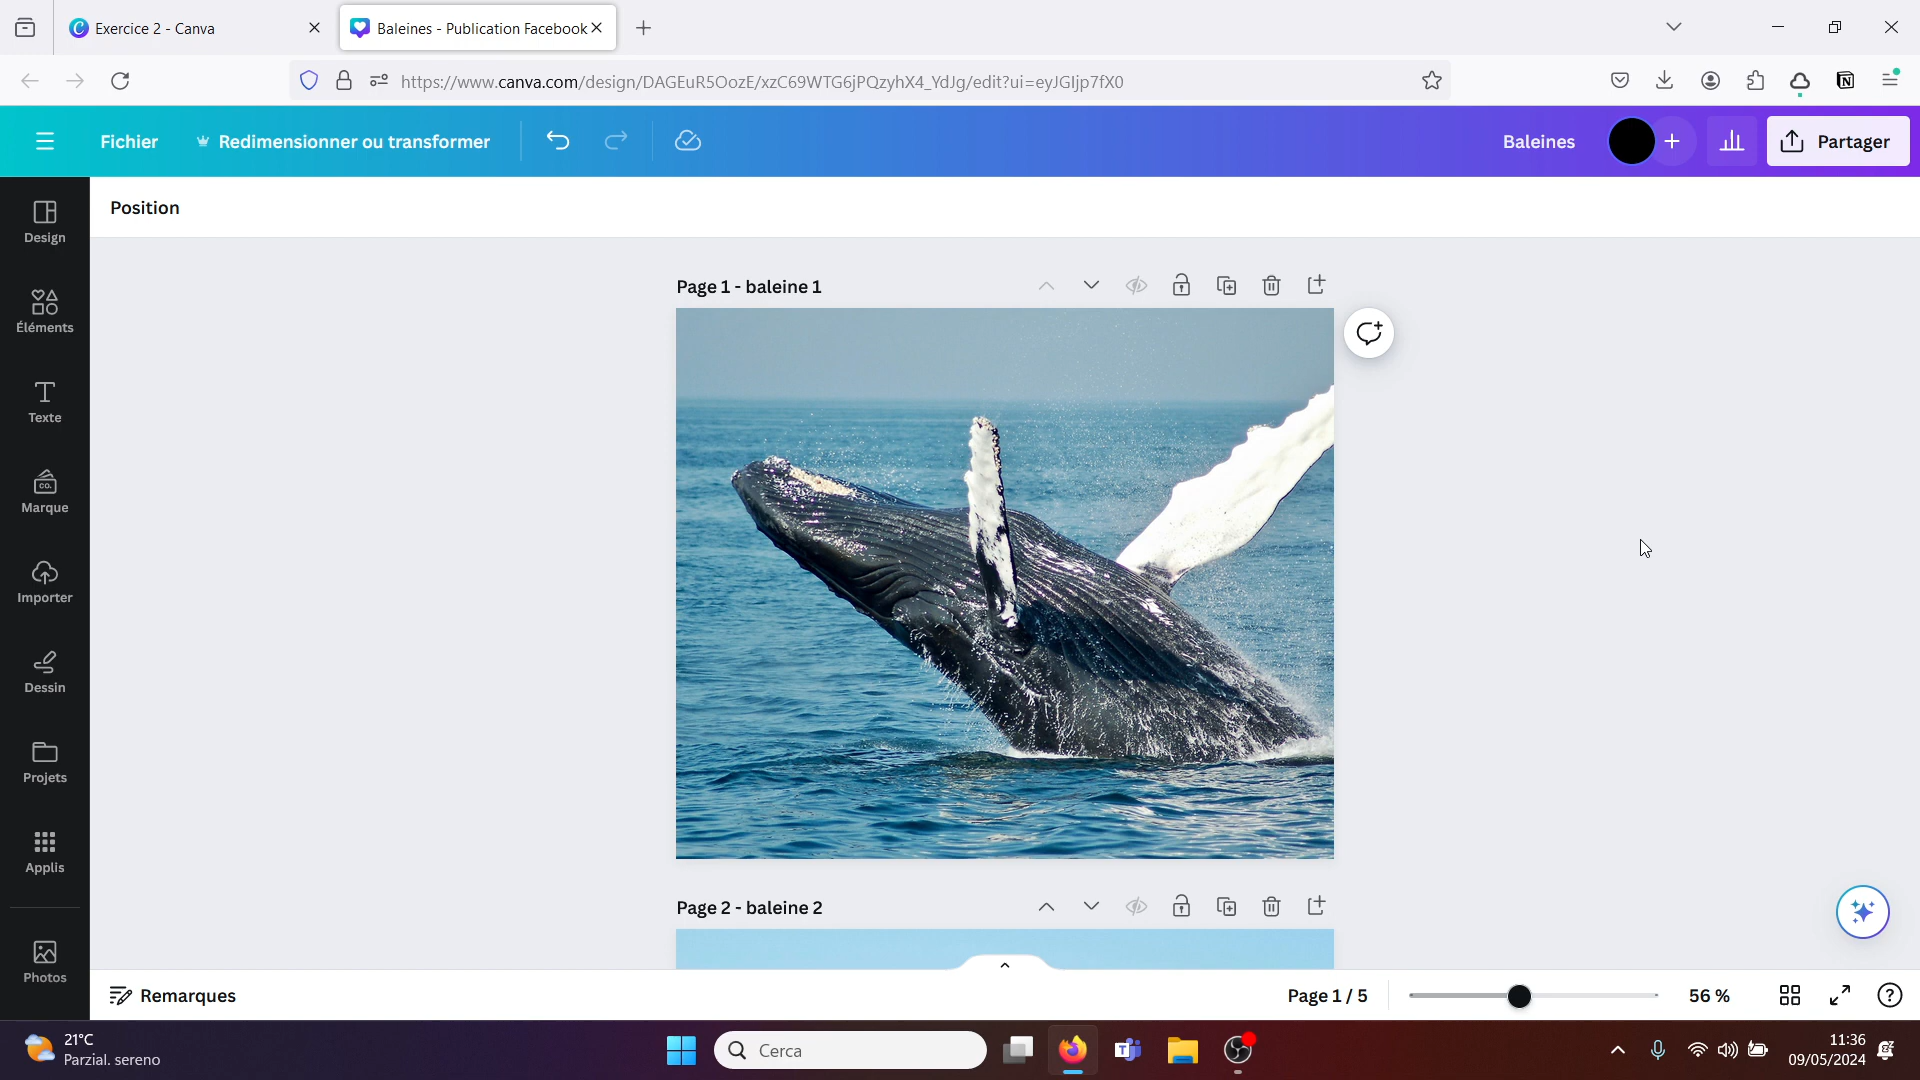 Exercice 2 - Canva
Baleines - Publication Facebook
https://www.canva.com/design/DAGEuR5OozE/xzC69WTG6jPQzyhX4_YdJg/edit?ui=eyJGIjp7fX0
Fichier
Redimensionner ou transformer
Baleines
Partager
Position
Design
Éléments
Texte
CO.
Marque
Importer
Dessin
Projets
Applis
Photos
Page 1 - baleine 1
Page 2 - baleine 2
Remarques
Page 1 / 5
56 %
21°C
Parzial. sereno
Cerca
11:36
09/05/2024